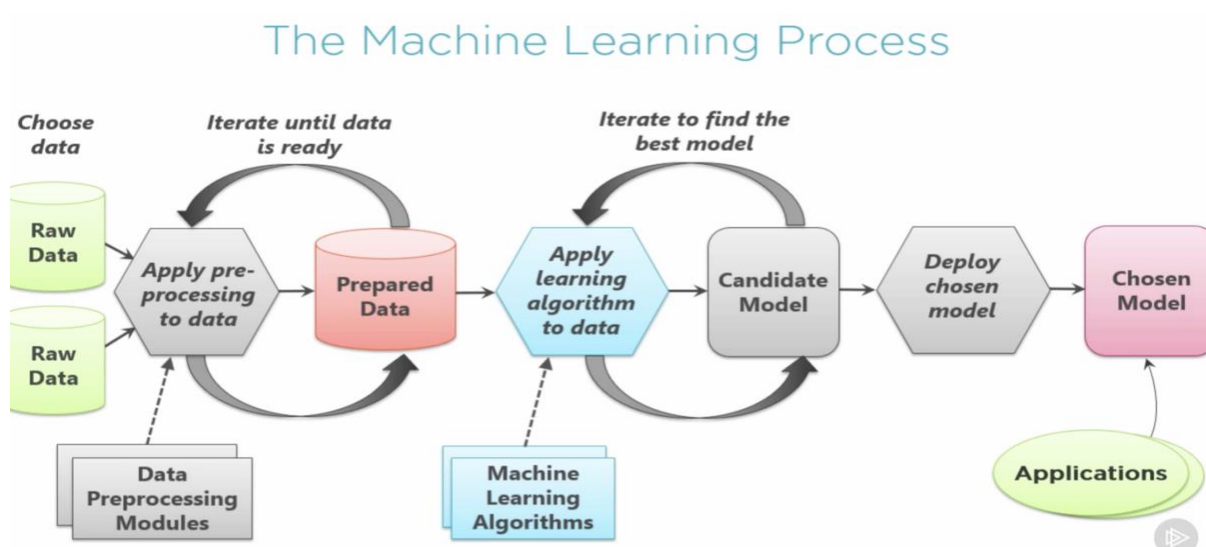 The Machine Learning Process
Choose
data
Iterate until data
is ready
Iterate to find the
best model
Raw
Data
Raw
Data
Apply pre-
processing
to data
Prepared
Data
Apply
learning
algorithm
to data
Candidate
Model
Deploy
chosen
model
Chosen
Model
Data
Preprocessing
Modules
Machine
Learning
Algorithms
Applications